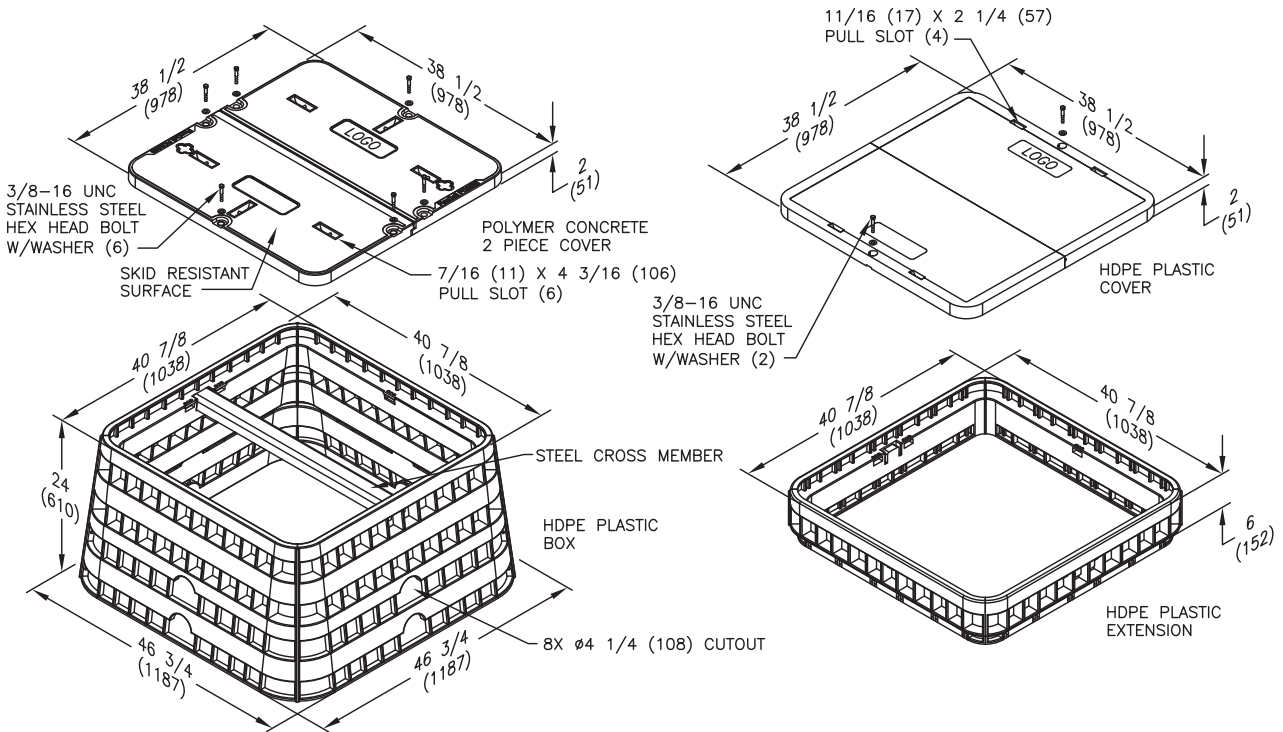 38 1/2
(978)
38 1/2
(978)
2
(51)
LOGO
3/8-16 UNC
STAINLESS STEEL
HEX HEAD BOLT
W/WASHER (6)
SKID RESISTANT
SURFACE
POLYMER CONCRETE
2 PIECE COVER
7/16 (11) X 4 3/16 (106)
PULL SLOT (6)
11/16 (17) X 2 1/4 (57)
PULL SLOT (4)
38 1/2
(978)
38 1/2
(978)
2
(51)
LOGO
HDPE PLASTIC
COVER
3/8-16 UNC
STAINLESS STEEL
HEX HEAD BOLT
W/WASHER (2)
40 7/8
(1038)
40 7/8
(1038)
24
(610)
STEEL CROSS MEMBER
HDPE PLASTIC
BOX
8X ø4 1/4 (108) CUTOUT
46 3/4
(1187)
46 3/4
(1187)
40 7/8
(1038)
40 7/8
(1038)
6
(152)
HDPE PLASTIC
EXTENSION